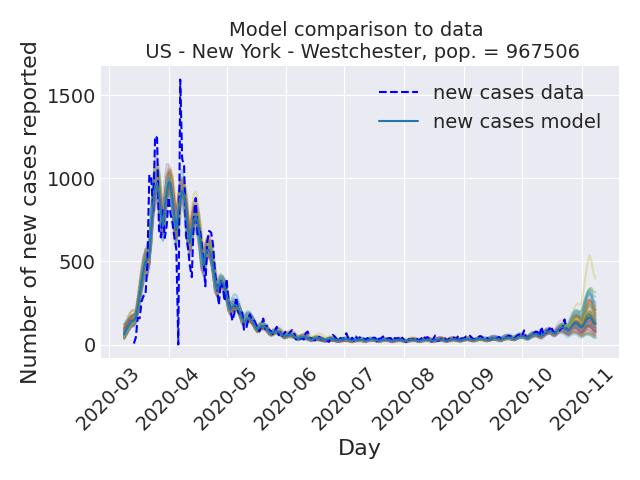 Model comparison to data
US - New York - Westchester, pop. = 967506
Number of new cases reported
1500
1000
500
0
new cases data
new cases model
2020-03
2020-04
2020-05
2020-06
2020-07
2020-08
2020-09
2020-10
2020-11
Day